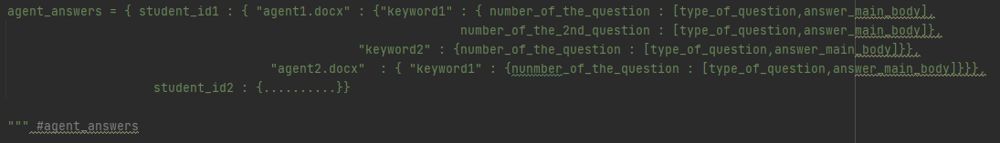 agent_answers = { student_id1 : { "agent1.docx" : {"keyword1" : { number_of_the_question : [type_of_question,answer_main_body],
number_of_the_2nd_question : [type_of_question,answer_main_body]},
"keyword2" : {number_of_the_question : [type_of_question,answer_main_body]}},
"agent2.docx" : { "keyword1" : {nunmber_of_the_question : [type_of_question,answer_main_body]}}},
student_id2 : {..........}}
""" #agent_answers